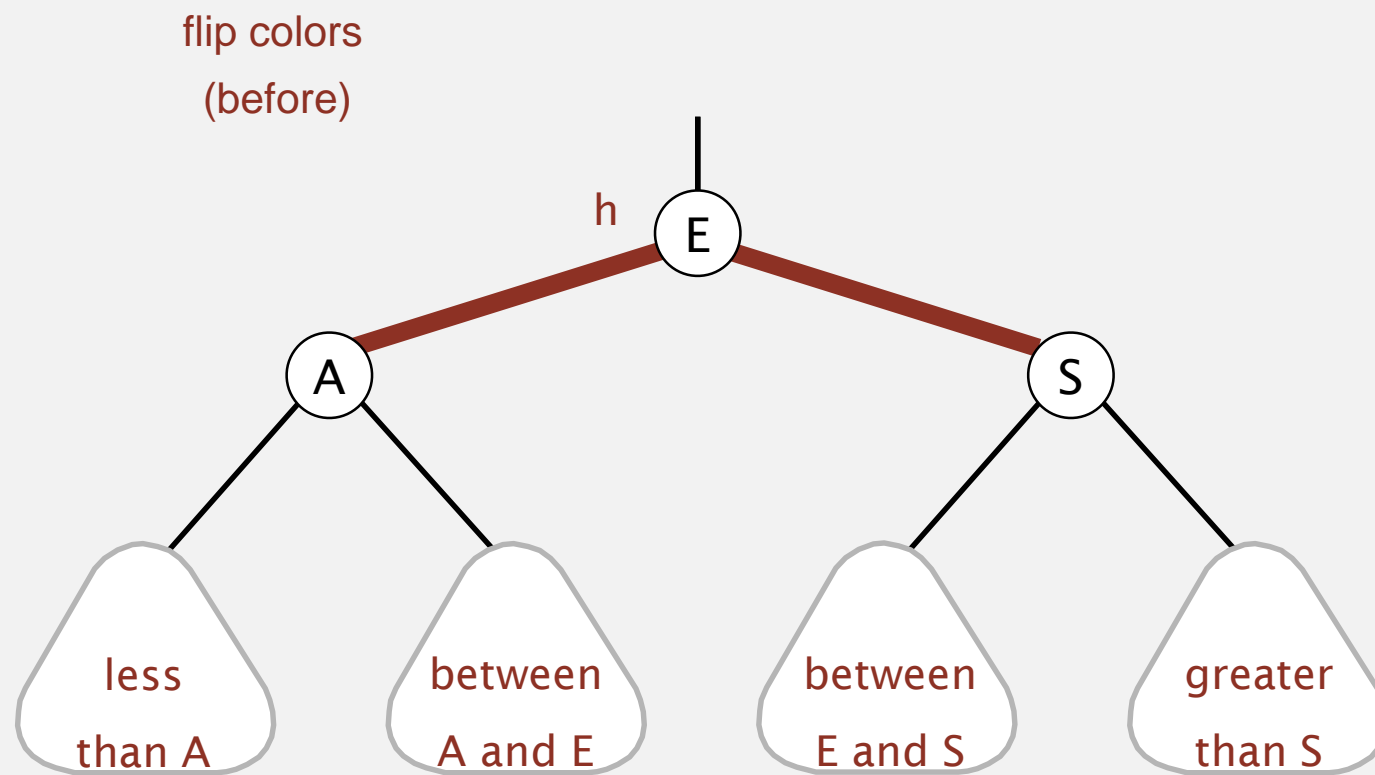 flip colors
(before)
h
E
A
S
less
than A
between
A and E
between
E and S
greater
than S